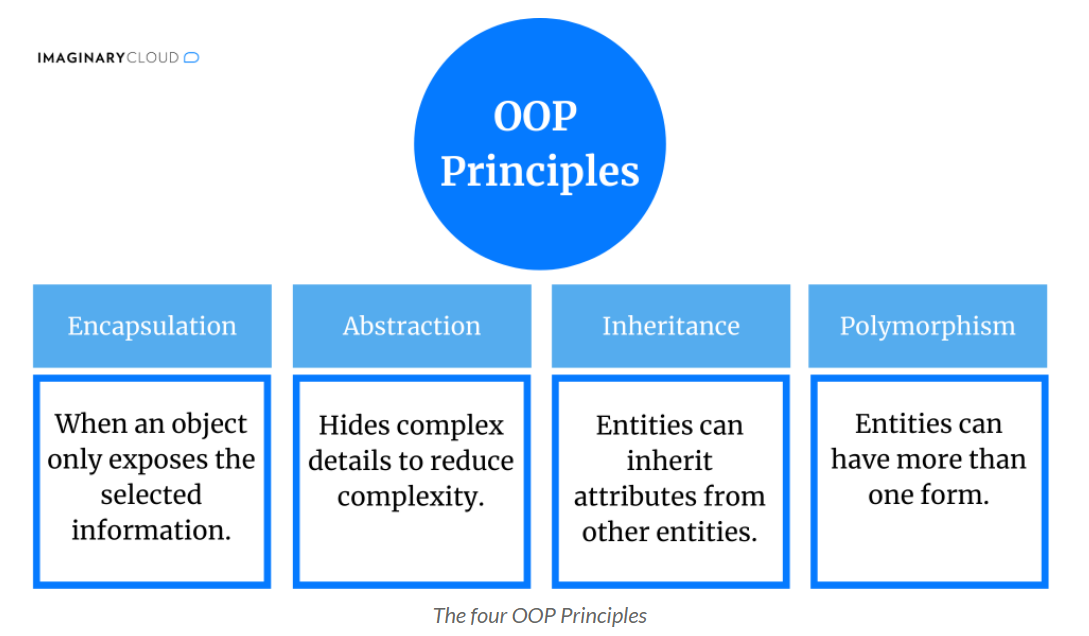 IMAGINARYCLOUD
OOP
Principles
Encapsulation
When an object
only exposes the
selected
information.
Abstraction
Hides complex
details to reduce
complexity.
Inheritance
Entities can
inherit
attributes from
other entities.
Polymorphism
Entities can
have more than
one form.
The four OOP Principles